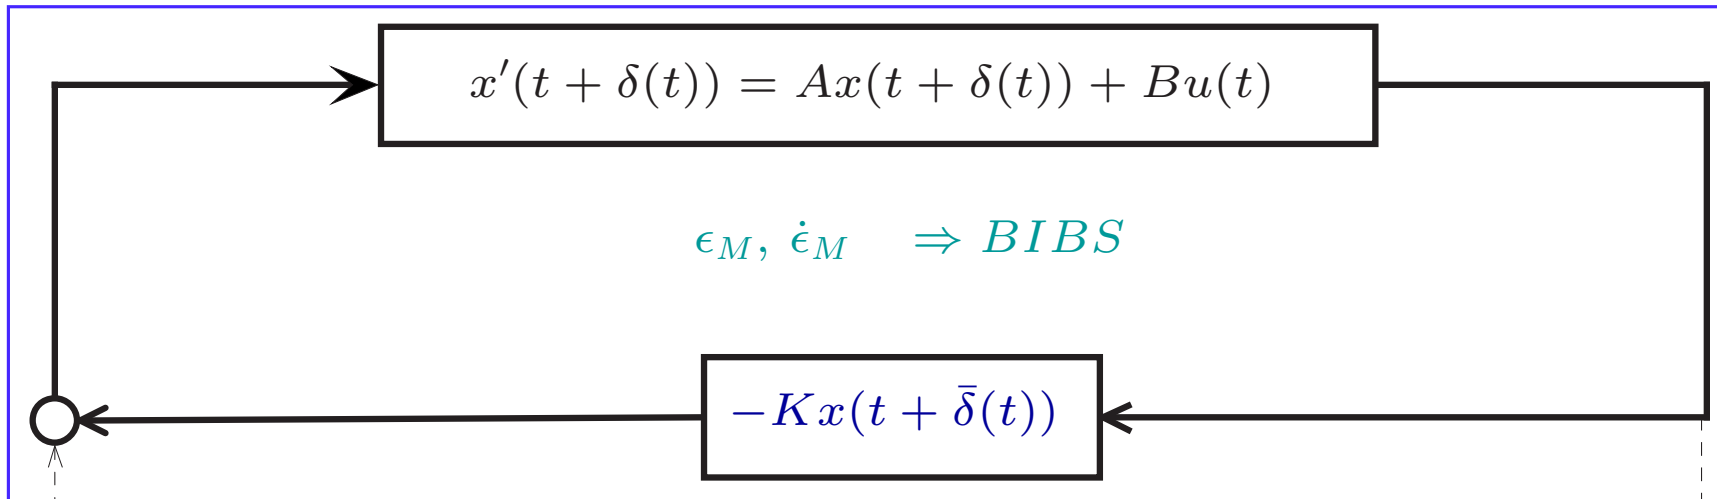 x′(t + δ(t)) = Ax(t + δ(t)) + Bu(t)
ϵ_M, ϵ̇_M ⇒ BIBS
−Kx(t + δ̄(t))